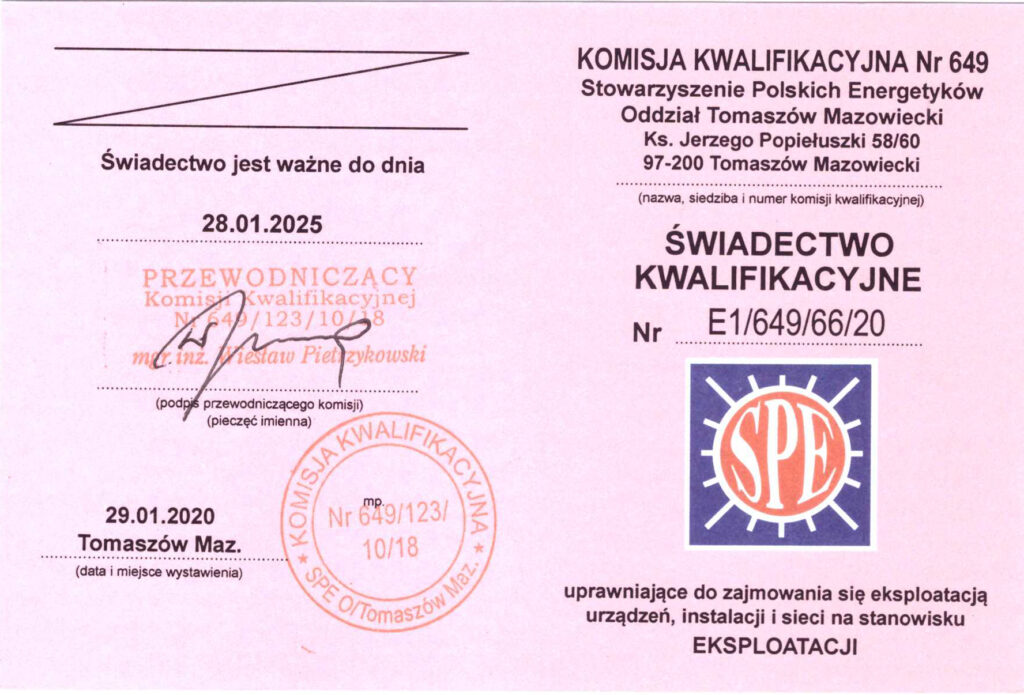 Świadectwo jest ważne do dnia
28.01.2025
PRZEWODNICZĄCY
Komisji Kwalifikacyjnej
Nr 649/123/10/18
mgr inż. Wiesław Pietrzykowski
(podpis przewodniczącego komisji)
(pieczęć imienna)
KOMISJA KWALIFIKACYJNA
mp.
Nr 649/123/
10/18
SPE O/Tomaszów Maz.
29.01.2020
Tomaszów Maz.
(data i miejsce wystawienia)
KOMISJA KWALIFIKACYJNA Nr 649
Stowarzyszenie Polskich Energetyków
Oddział Tomaszów Mazowiecki
Ks. Jerzego Popiełuszki 58/60
97-200 Tomaszów Mazowiecki
(nazwa, siedziba i numer komisji kwalifikacyjnej)
ŚWIADECTWO
KWALIFIKACYJNE
Nr E1/649/66/20
SPE
uprawniające do zajmowania się eksploatacją
urządzeń, instalacji i sieci na stanowisku
EKSPLOATACJI